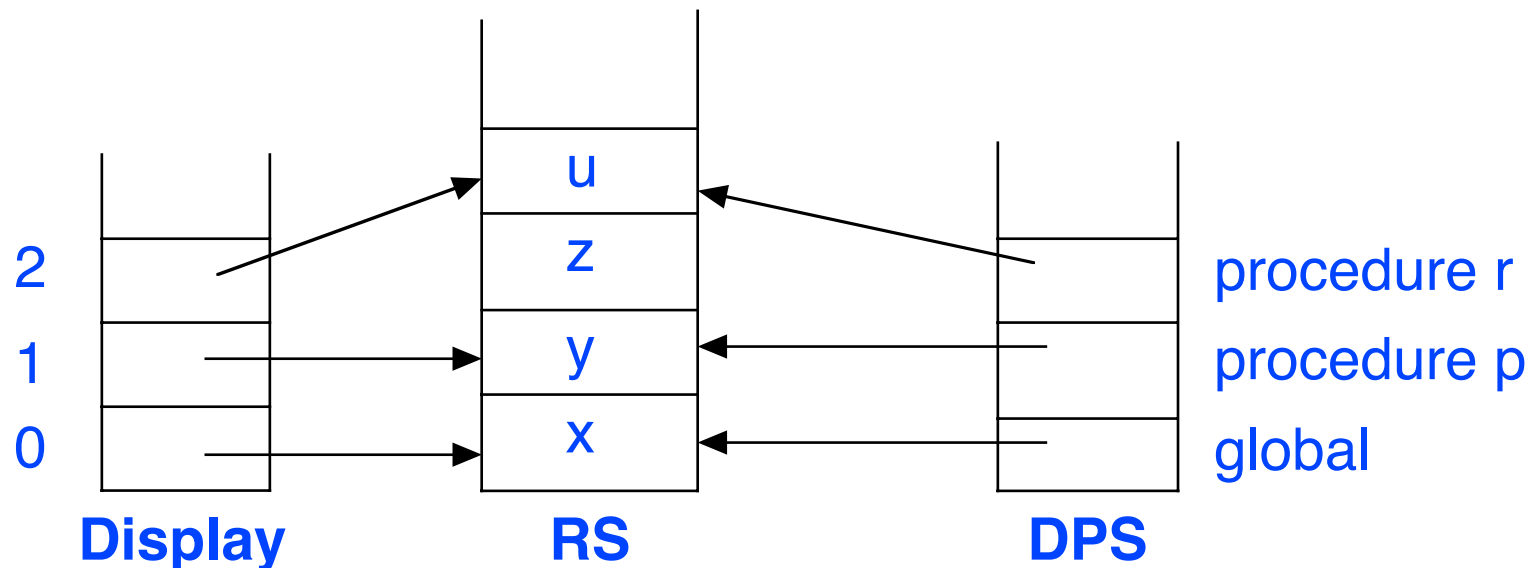 u
z
2
procedure r
y
1
procedure p
x
0
global
Display
RS
DPS